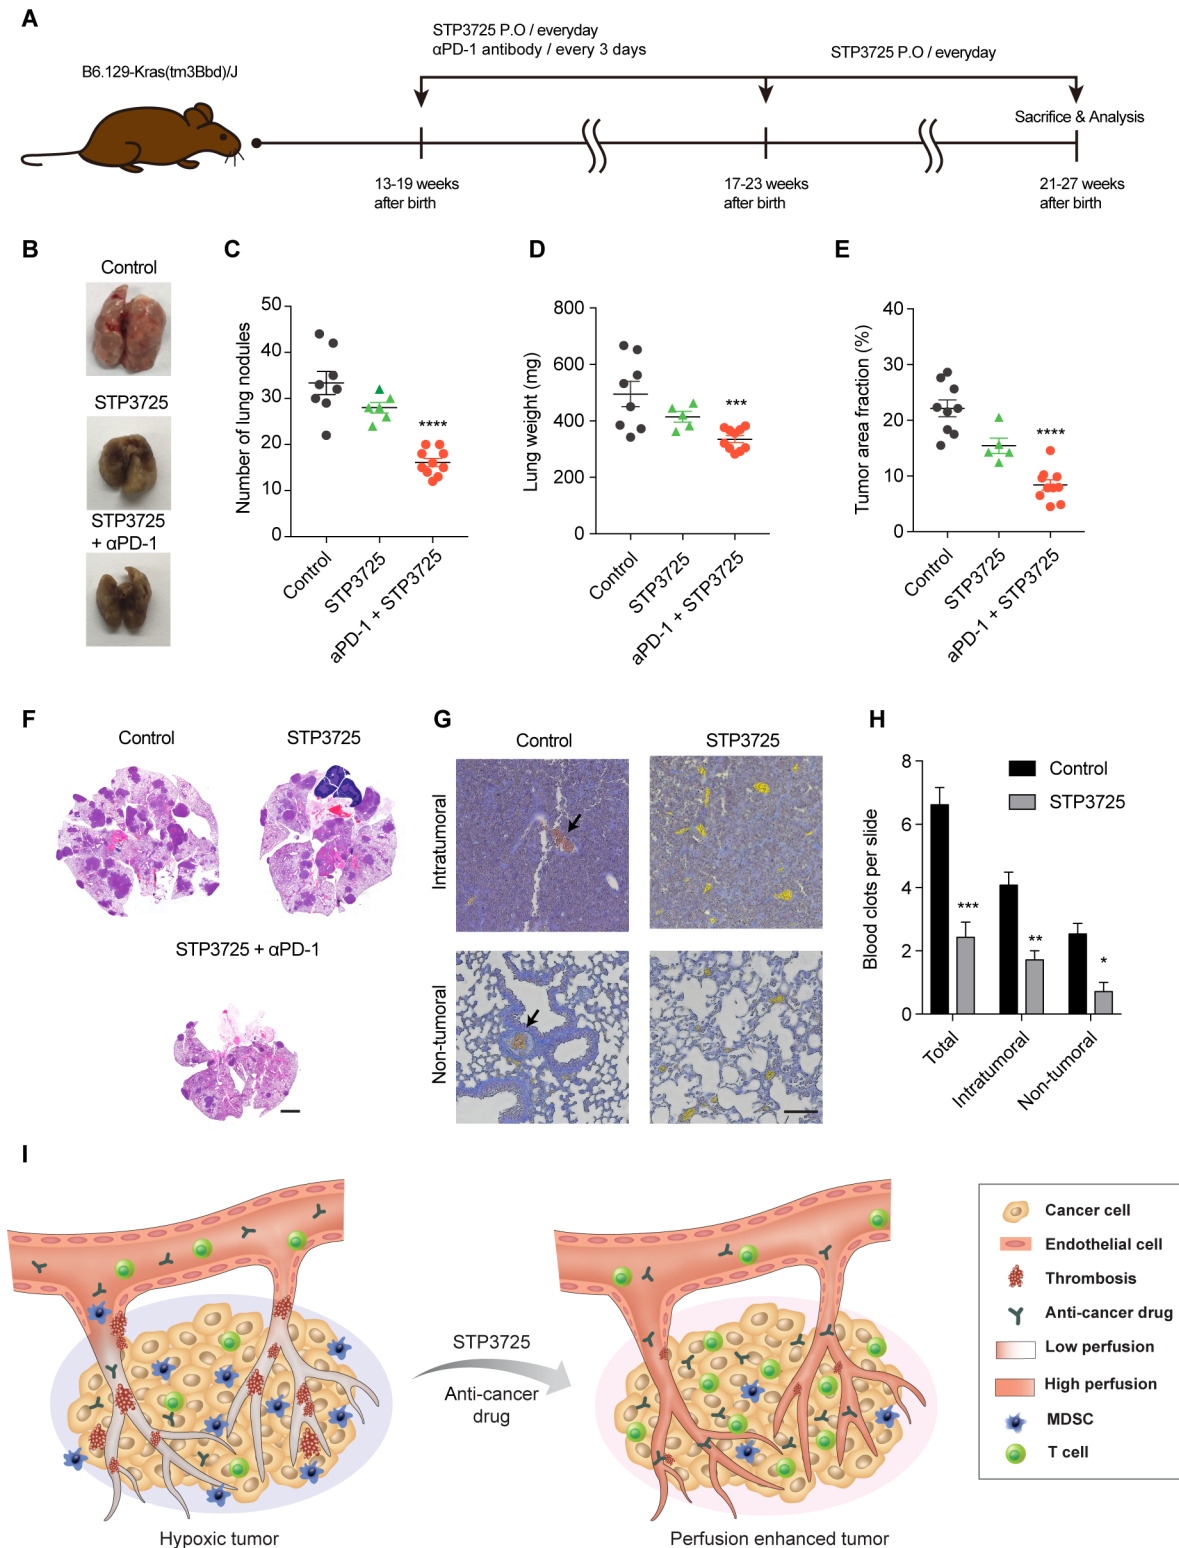 A
STP3725 P.O / everyday
αPD-1 antibody / every 3 days
STP3725 P.O / everyday
B6.129-Kras(tm3Bbd)/J
Sacrifice & Analysis
13-19 weeks
after birth
17-23 weeks
after birth
21-27 weeks
after birth
B
Control
STP3725
STP3725
+ αPD-1
C
Number of lung nodules
50
40
30
20
10
0
****
Control
STP3725
aPD-1 + STP3725
D
Lung weight (mg)
800
600
400
200
0
***
Control
STP3725
aPD-1 + STP3725
E
Tumor area fraction (%)
40
30
20
10
0
****
Control
STP3725
aPD-1 + STP3725
F
Control
STP3725
STP3725 + αPD-1
G
Control
STP3725
Intratumoral
Non-tumoral
H
Blood clots per slide
8
6
4
2
0
Control
STP3725
***
**
*
Total
Intratumoral
Non-tumoral
I
STP3725
Anti-cancer
drug
Hypoxic tumor
Perfusion enhanced tumor
Cancer cell
Endothelial cell
Thrombosis
Anti-cancer drug
Low perfusion
High perfusion
MDSC
T cell